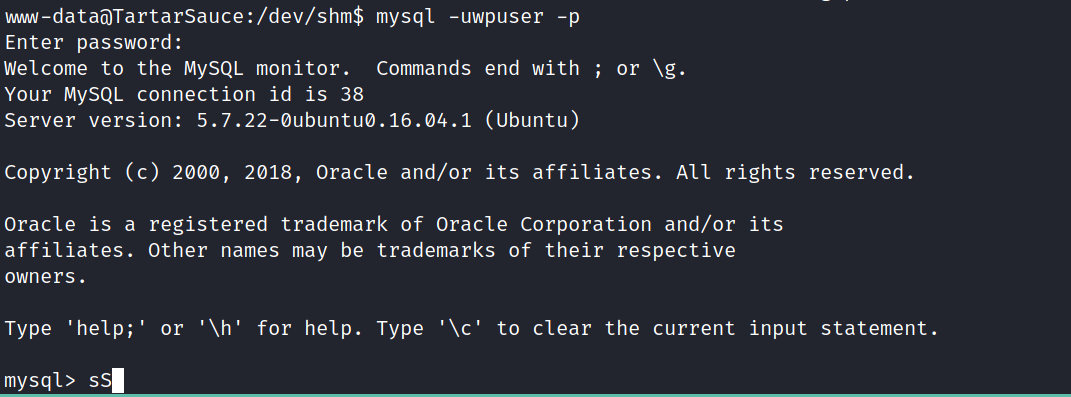 www-data@TartarSauce:/dev/shm$ mysql -uwpuser -p
Enter password:
Welcome to the MySQL monitor.  Commands end with ; or \g.
Your MySQL connection id is 38
Server version: 5.7.22-0ubuntu0.16.04.1 (Ubuntu)

Copyright (c) 2000, 2018, Oracle and/or its affiliates. All rights reserved.

Oracle is a registered trademark of Oracle Corporation and/or its
affiliates. Other names may be trademarks of their respective
owners.

Type 'help;' or '\h' for help. Type '\c' to clear the current input statement.

mysql> sS